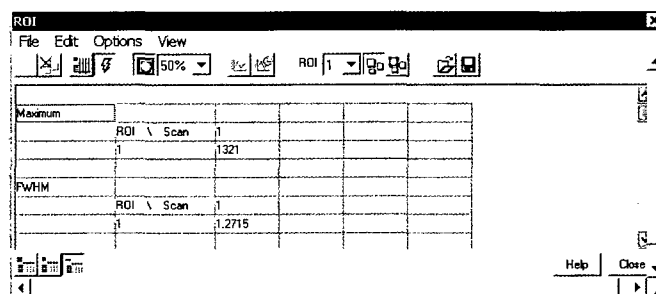 ROI
File Edit Options View
50% ROI 1
Maximum
ROI \ Scan 1
1 1321
FWHM
ROI \ Scan 1
1 1.2715
Help Close